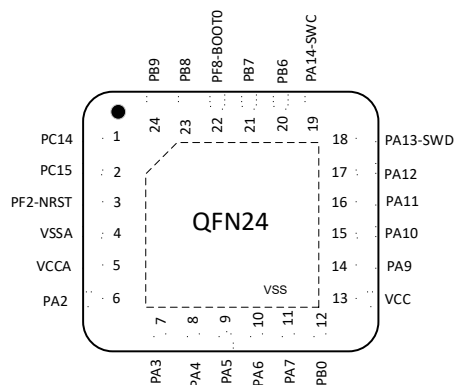 PB9 PB8 PF8-BOOT0 PB7 PB6 PA14-SWC
24 23 22 21 20 19
PC14 1 18 PA13-SWD
PC15 2 17 PA12
PF2-NRST 3 16 PA11
VSSA 4 15 PA10
VCCA 5 14 PA9
PA2 6 13 VCC
QFN24
VSS
7 8 9 10 11 12
PA3 PA4 PA5 PA6 PA7 PB0